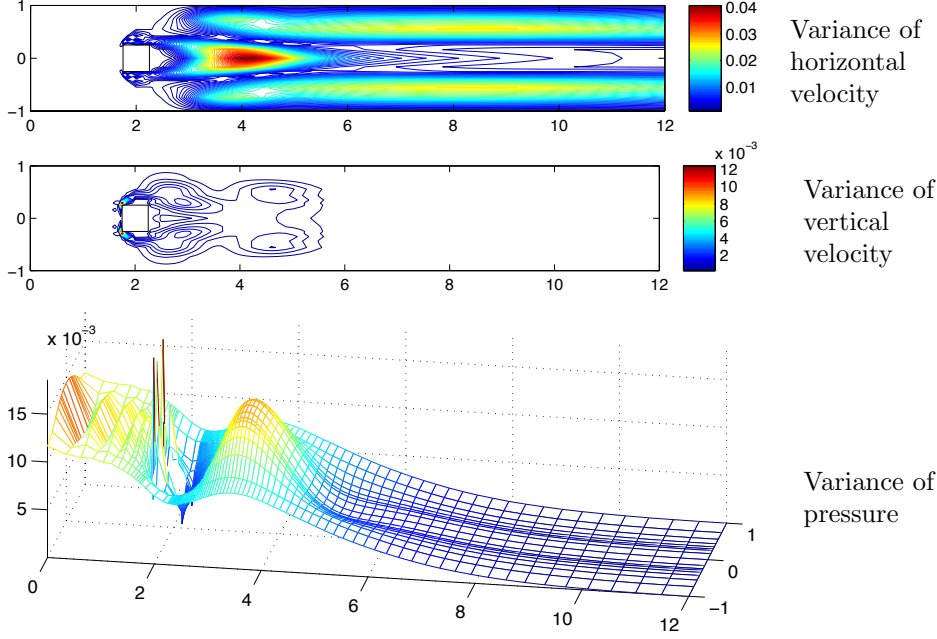 1
0
−1
0 2 4 6 8 10 12
0.04
0.03
0.02
0.01
Variance of
horizontal
velocity
1
0
−1
0 2 4 6 8 10 12
x 10−3
12
10
8
6
4
2
Variance of
vertical
velocity
x 10−3
15
10
5
0 2 4 6 8 10 12
1
0
−1
Variance of
pressure